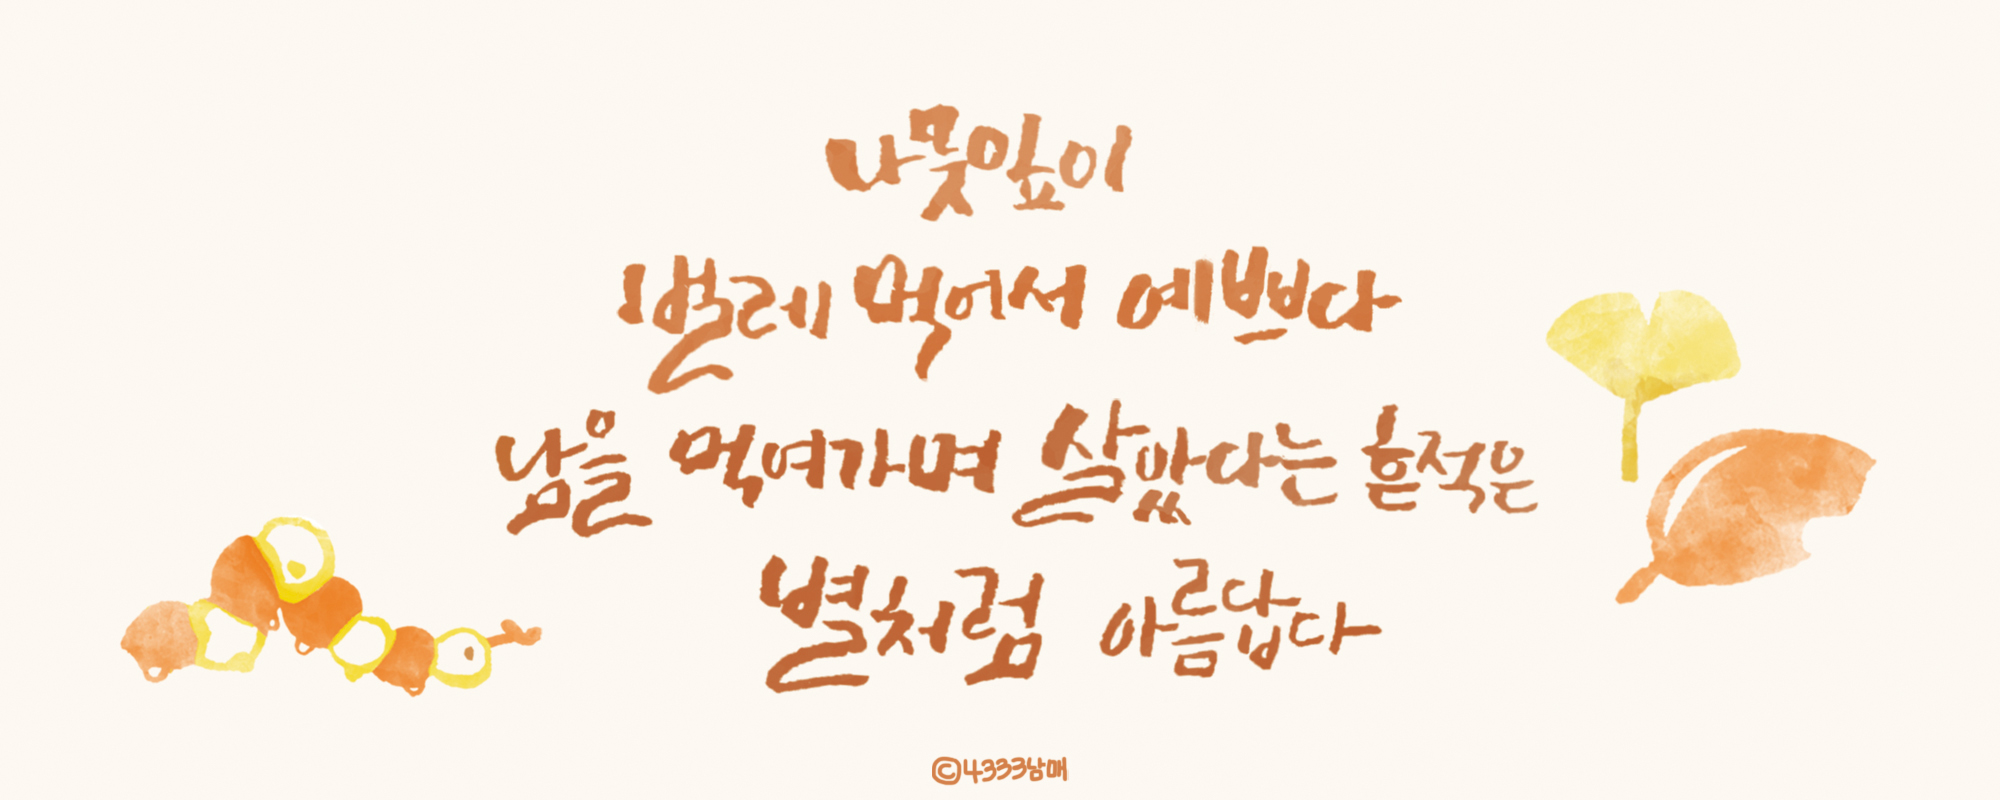 나뭇잎이
벌레 먹어서 예쁘다
남을 먹여가며 살았다는 흔적은
별처럼 아름답다
©4333남매